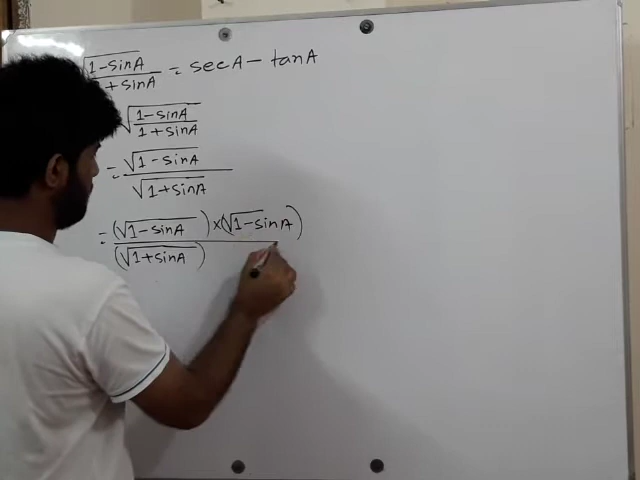 √(1-sinA)/(1+sinA) = secA - tanA
√(1-sinA)/(1+sinA)
= √1-sinA / √1+sinA
= (√1-sinA) × (√1-sinA) / (√1+sinA)